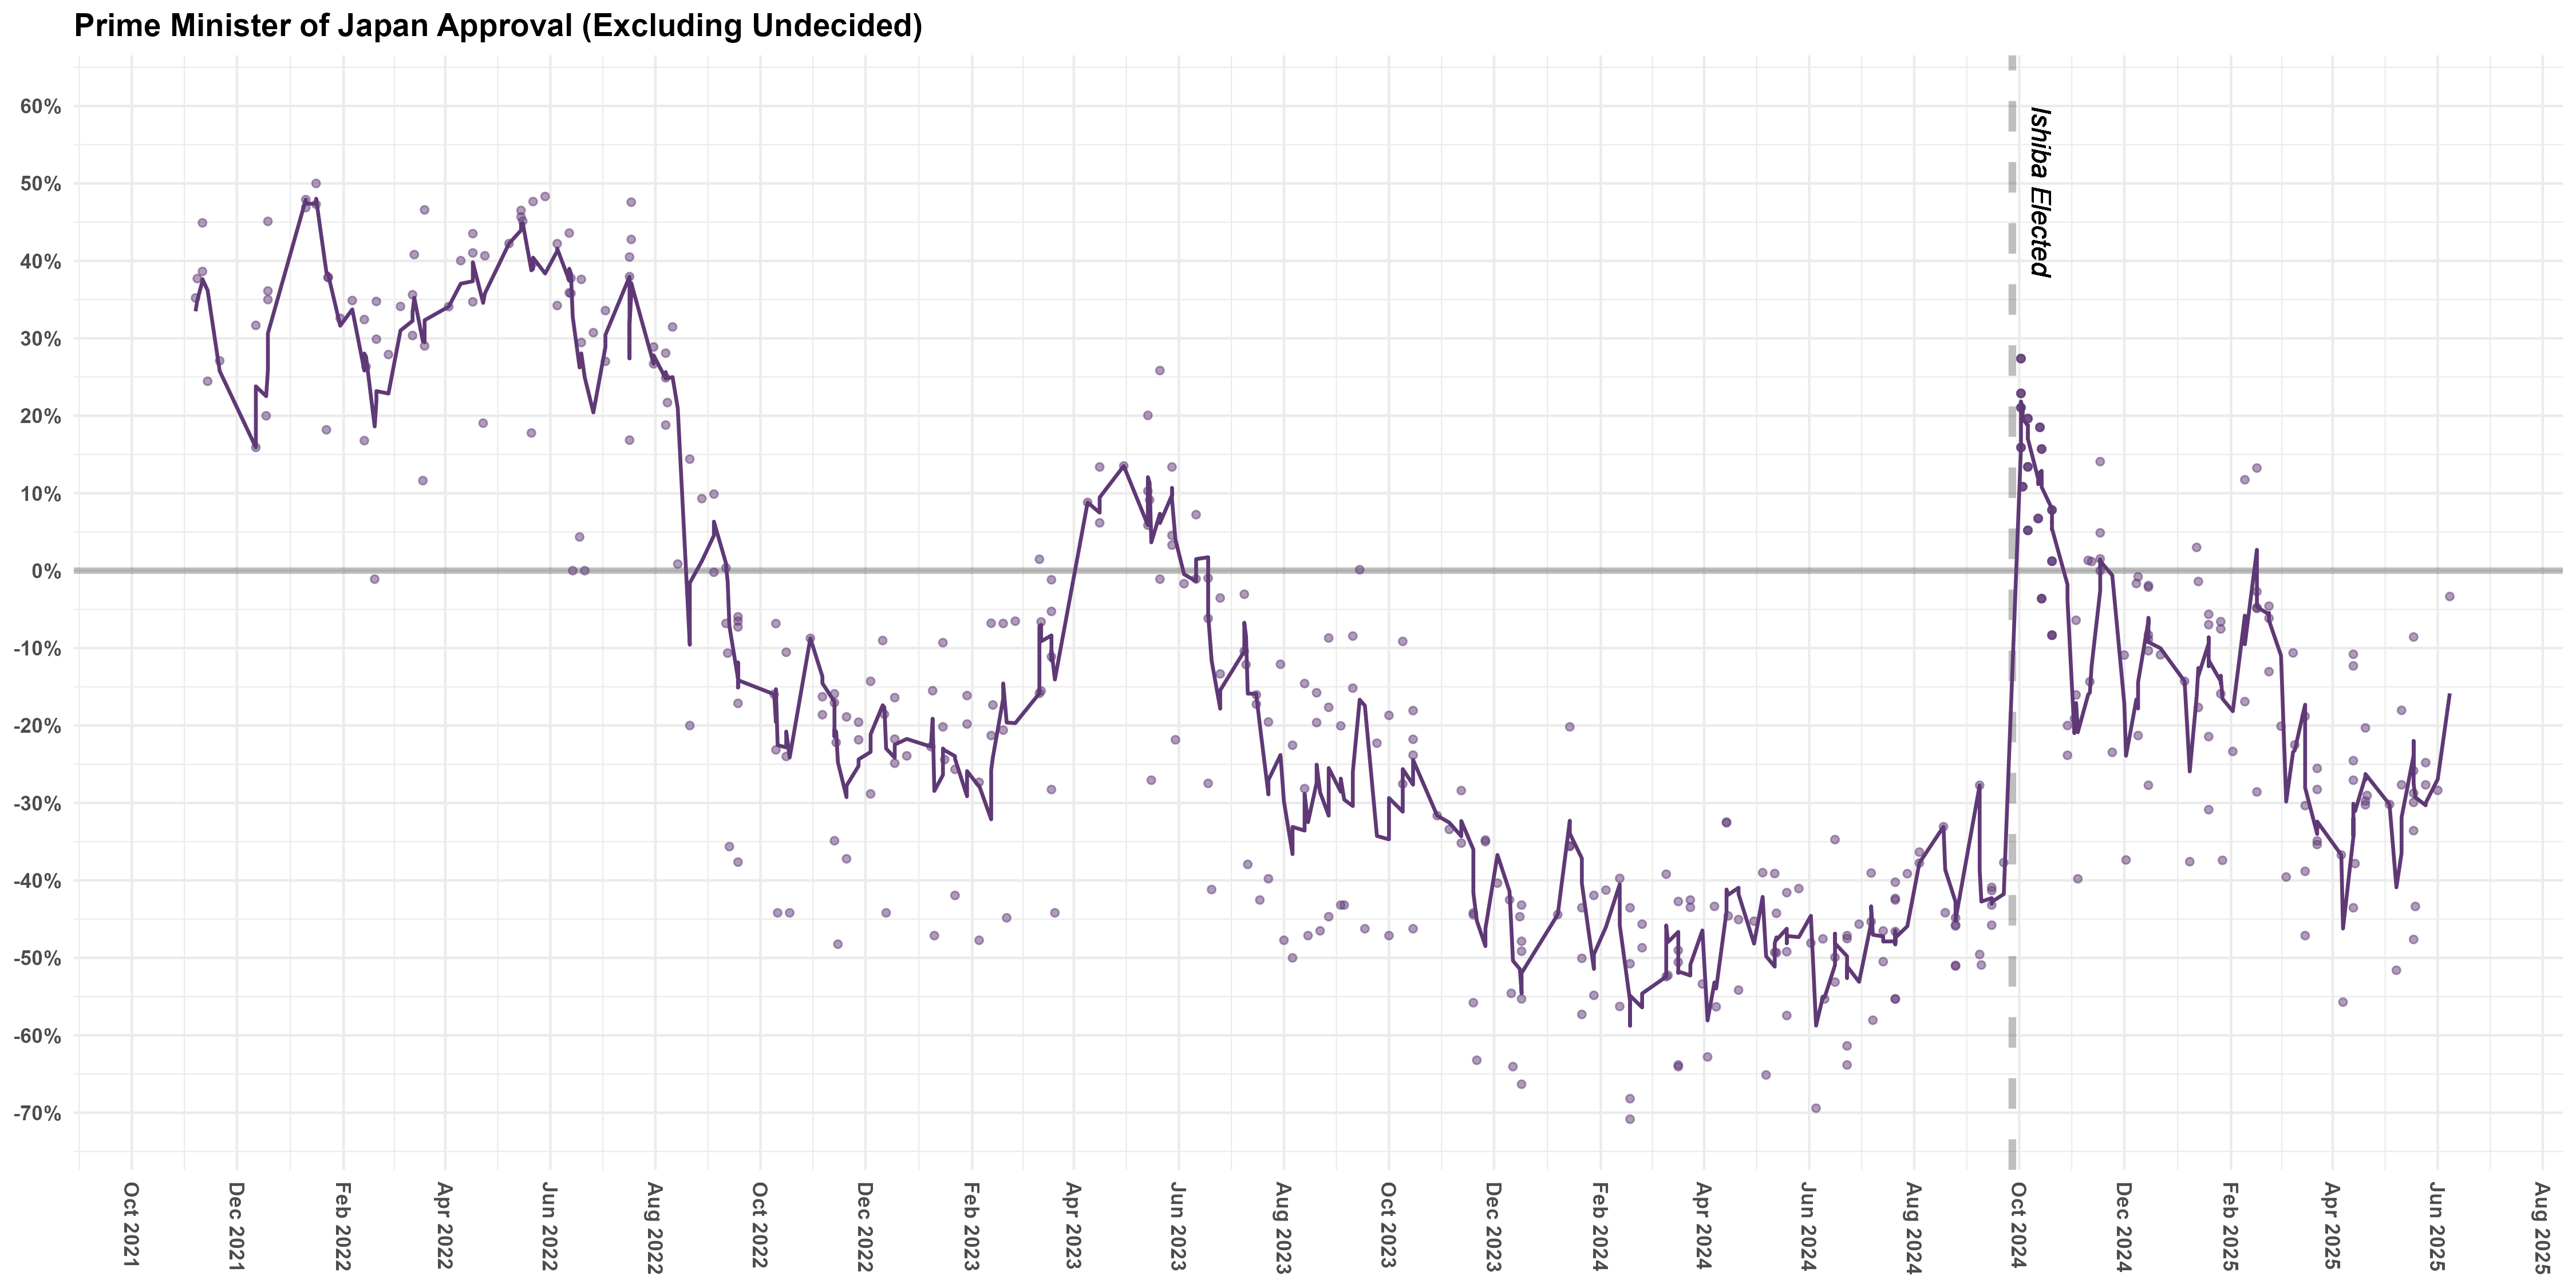 Prime Minister of Japan Approval (Excluding Undecided)
60%
50%
40%
30%
20%
10%
0%
-10%
-20%
-30%
-40%
-50%
-60%
-70%
Ishiba Elected
Oct 2021
Dec 2021
Feb 2022
Apr 2022
Jun 2022
Aug 2022
Oct 2022
Dec 2022
Feb 2023
Apr 2023
Jun 2023
Aug 2023
Oct 2023
Dec 2023
Feb 2024
Apr 2024
Jun 2024
Aug 2024
Oct 2024
Dec 2024
Feb 2025
Apr 2025
Jun 2025
Aug 2025